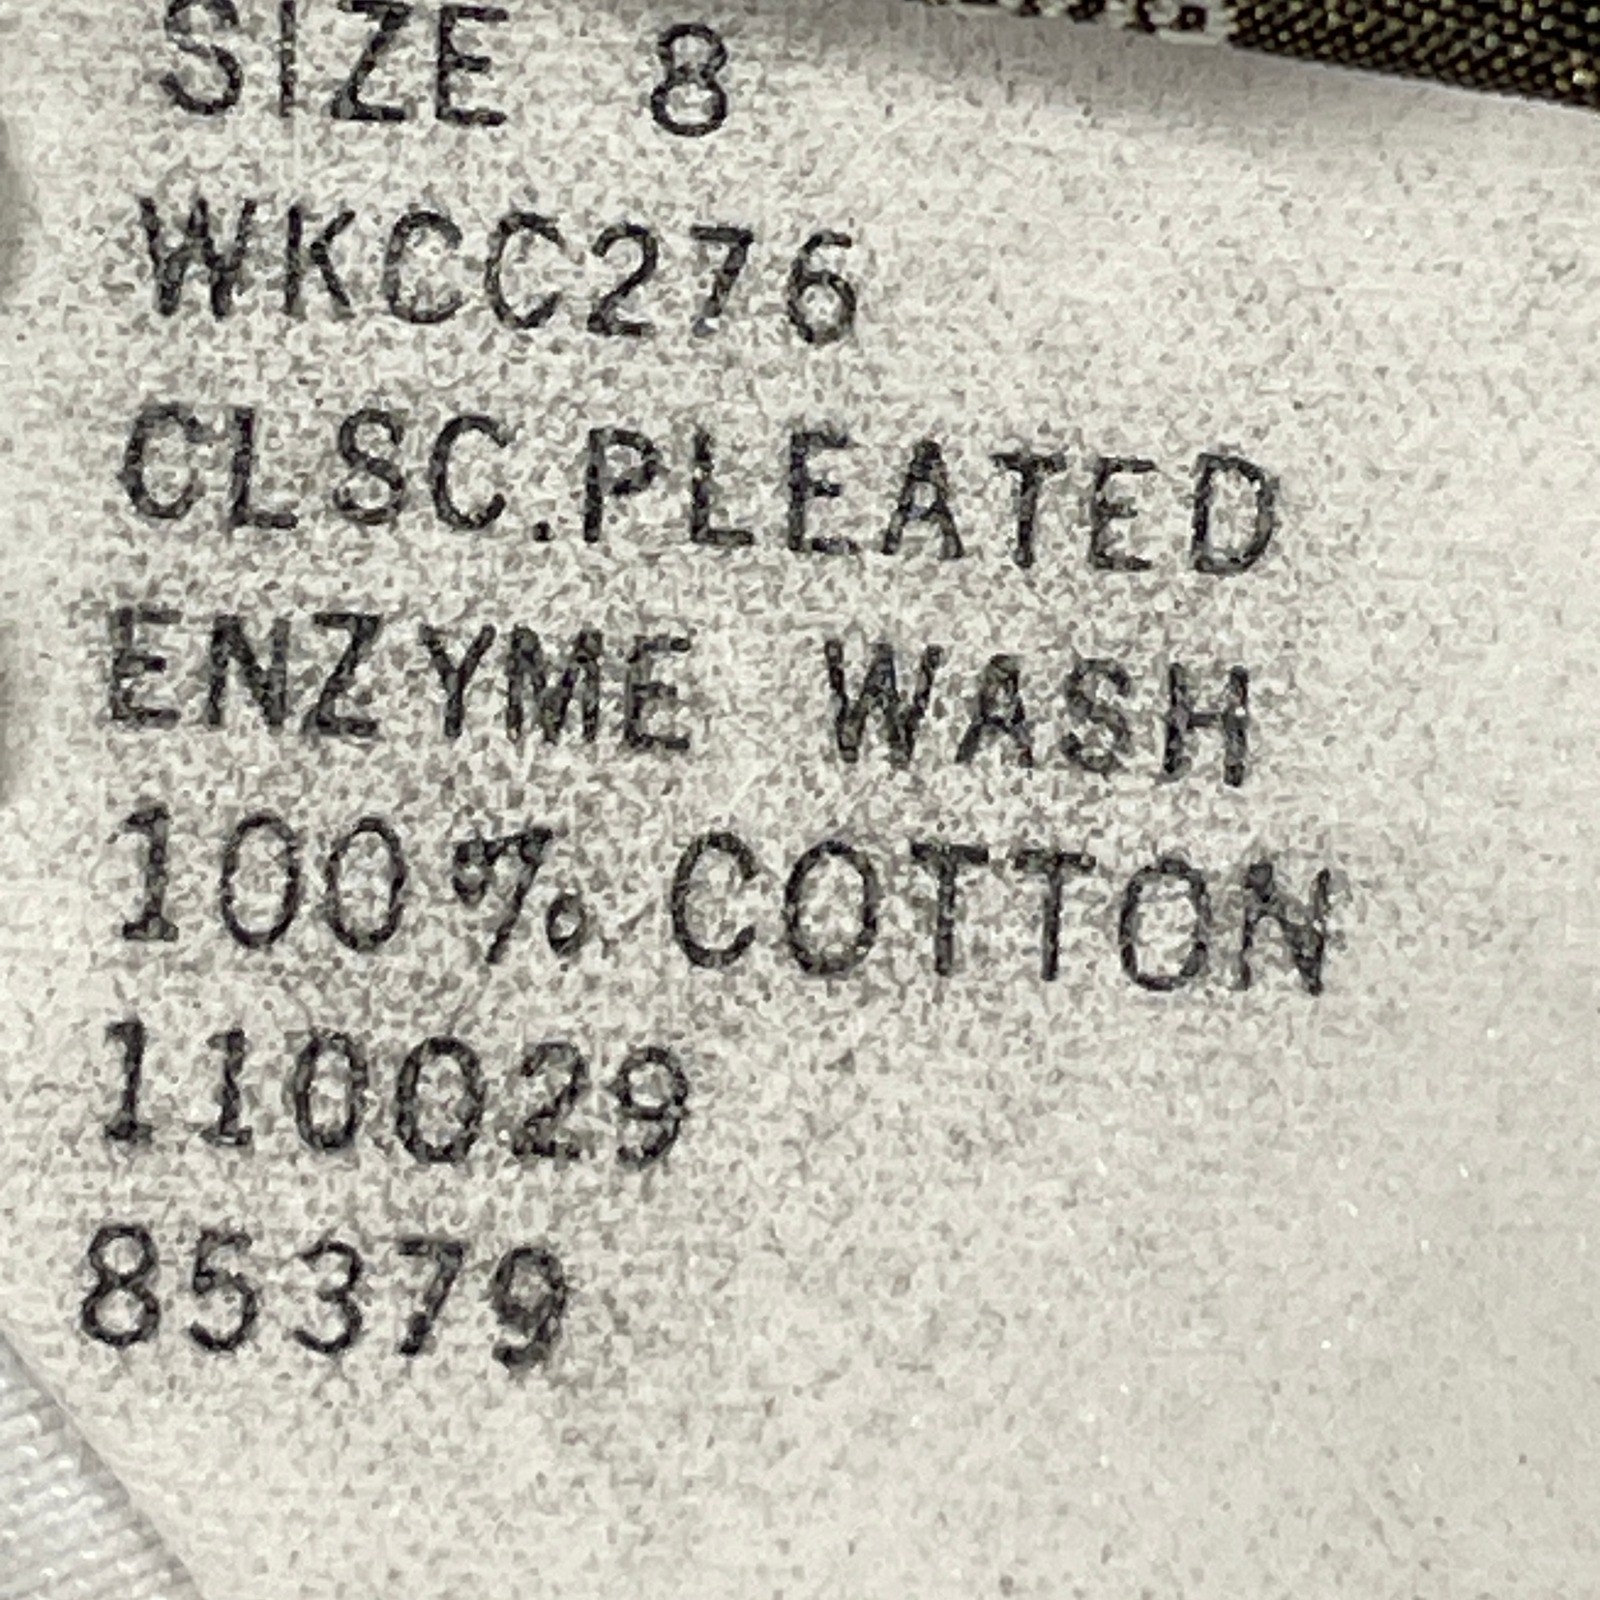 SIZE 8
WKCC276
CLSC.PLEATED
ENZYME WASH
100% COTTON
110029
85379